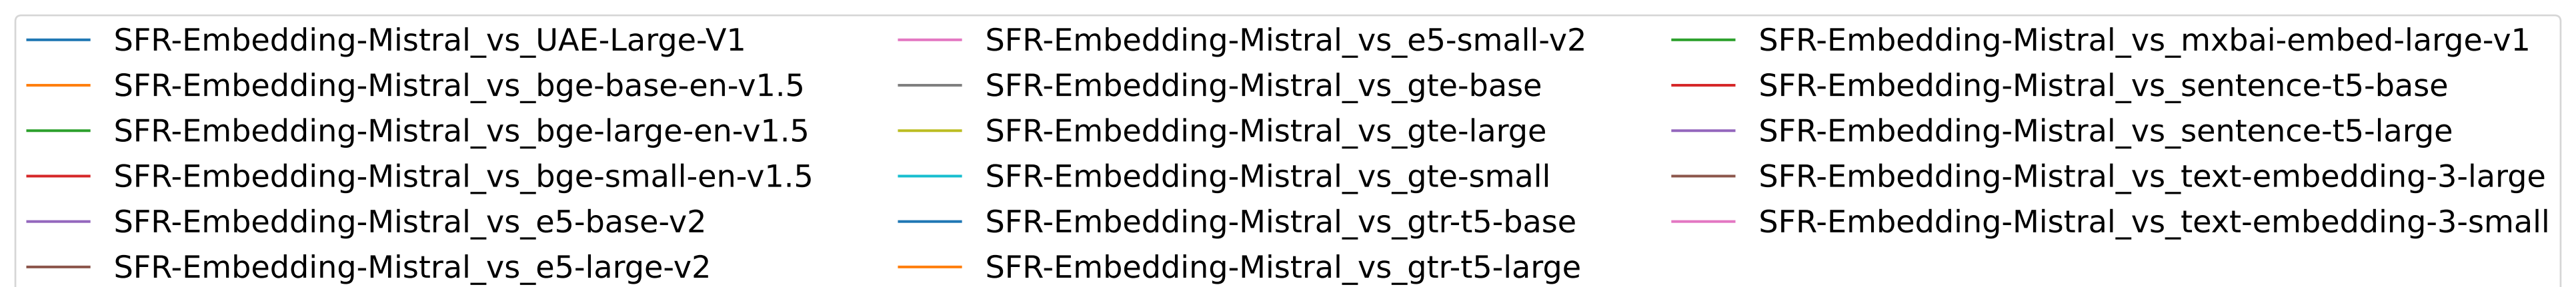 SFR-Embedding-Mistral_vs_UAE-Large-V1
SFR-Embedding-Mistral_vs_bge-base-en-v1.5
SFR-Embedding-Mistral_vs_bge-large-en-v1.5
SFR-Embedding-Mistral_vs_bge-small-en-v1.5
SFR-Embedding-Mistral_vs_e5-base-v2
SFR-Embedding-Mistral_vs_e5-large-v2
SFR-Embedding-Mistral_vs_e5-small-v2
SFR-Embedding-Mistral_vs_gte-base
SFR-Embedding-Mistral_vs_gte-large
SFR-Embedding-Mistral_vs_gte-small
SFR-Embedding-Mistral_vs_gtr-t5-base
SFR-Embedding-Mistral_vs_gtr-t5-large
SFR-Embedding-Mistral_vs_mxbai-embed-large-v1
SFR-Embedding-Mistral_vs_sentence-t5-base
SFR-Embedding-Mistral_vs_sentence-t5-large
SFR-Embedding-Mistral_vs_text-embedding-3-large
SFR-Embedding-Mistral_vs_text-embedding-3-small